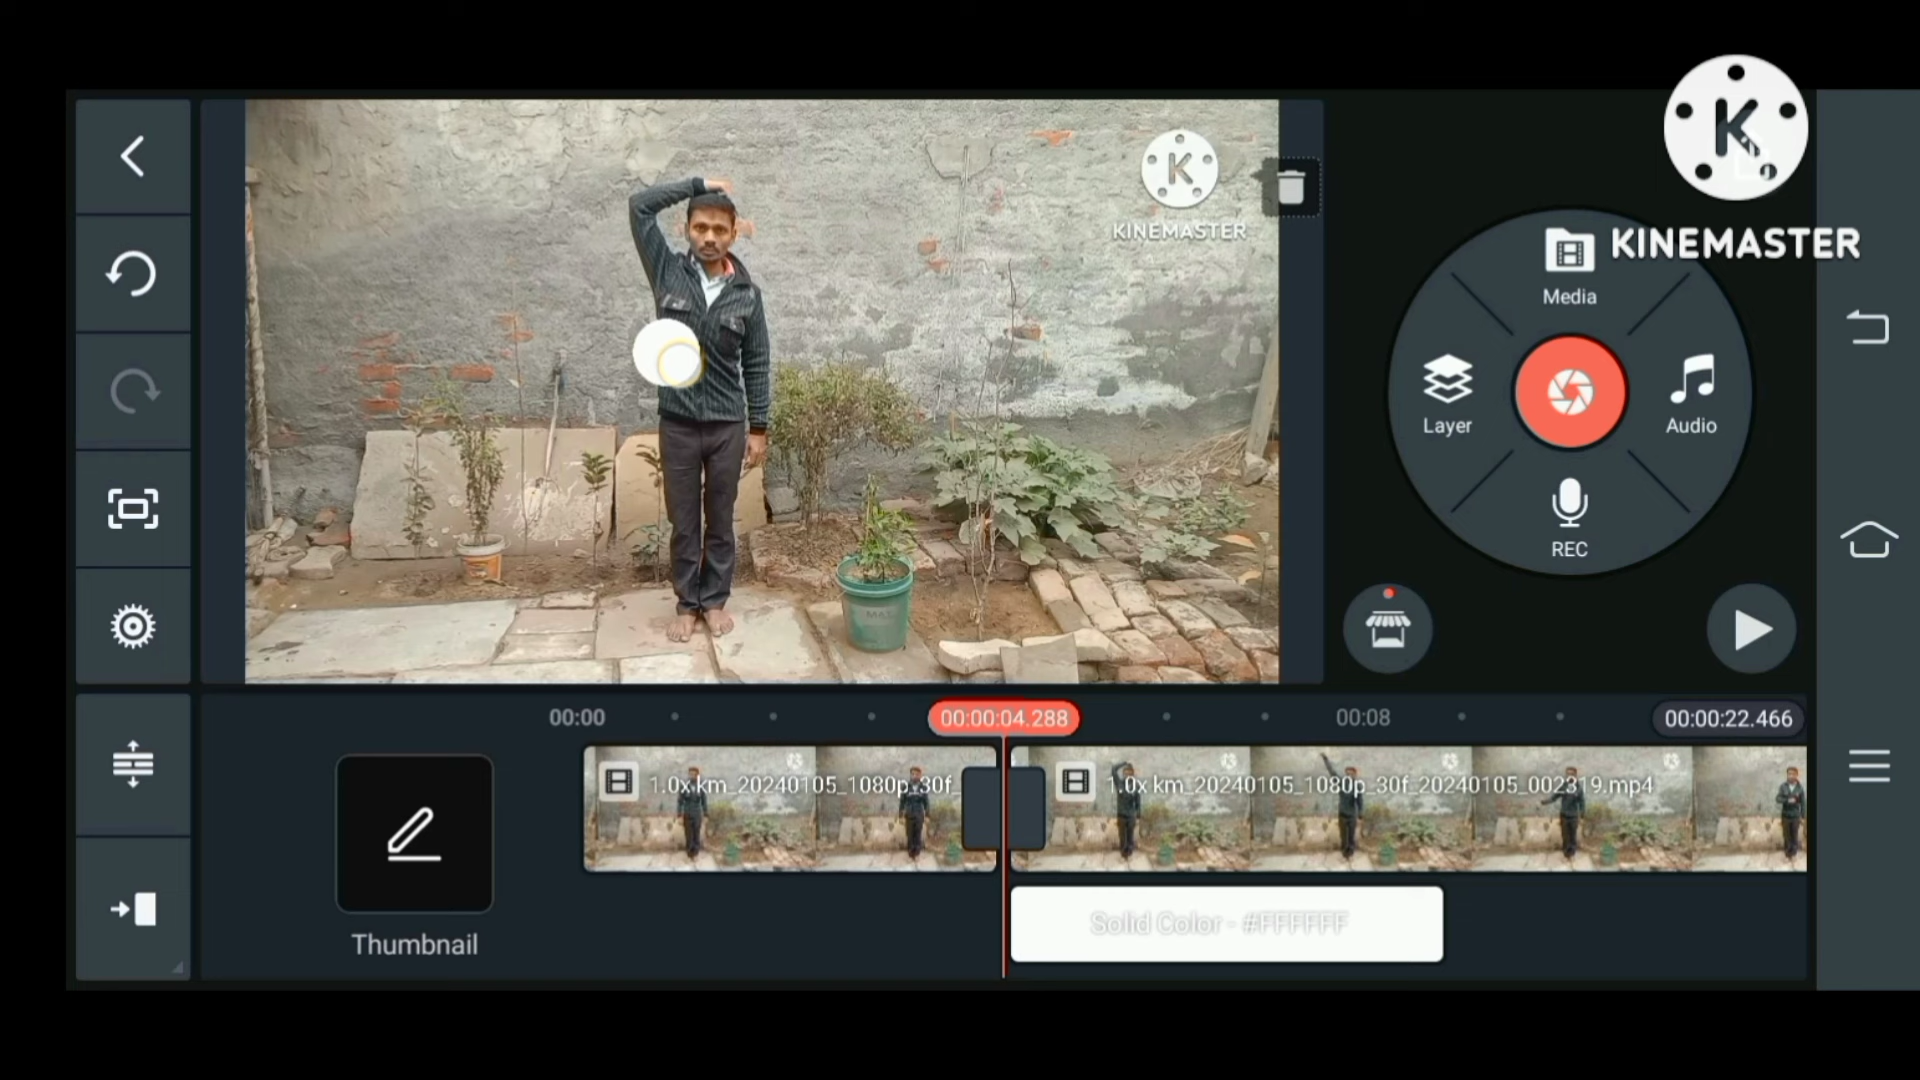 K
KINEMASTER
K
KINEMASTER
Media
Layer
Audio
REC
00:00
00:00:04.288
00:08
00:00:22.466
1.0x km_20240105_1080p_30f_
1.0x km_20240105_1080p_30f_20240105_002319.mp4
Solid Color - #FFFFFF
Thumbnail